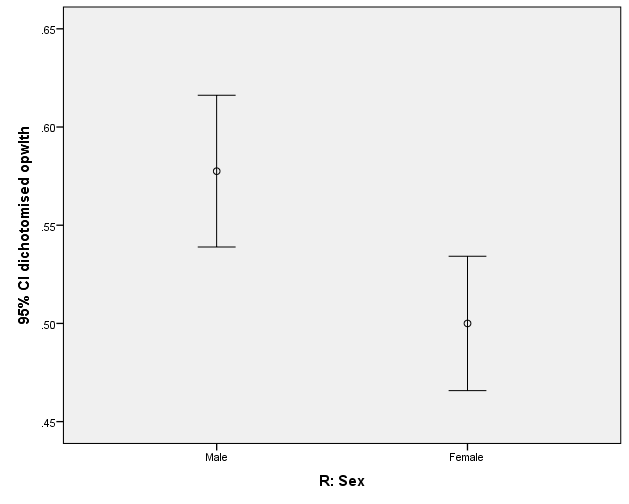 95% CI dichotomised opwlth
.65
.60
.55
.50
.45
Male Female
R: Sex